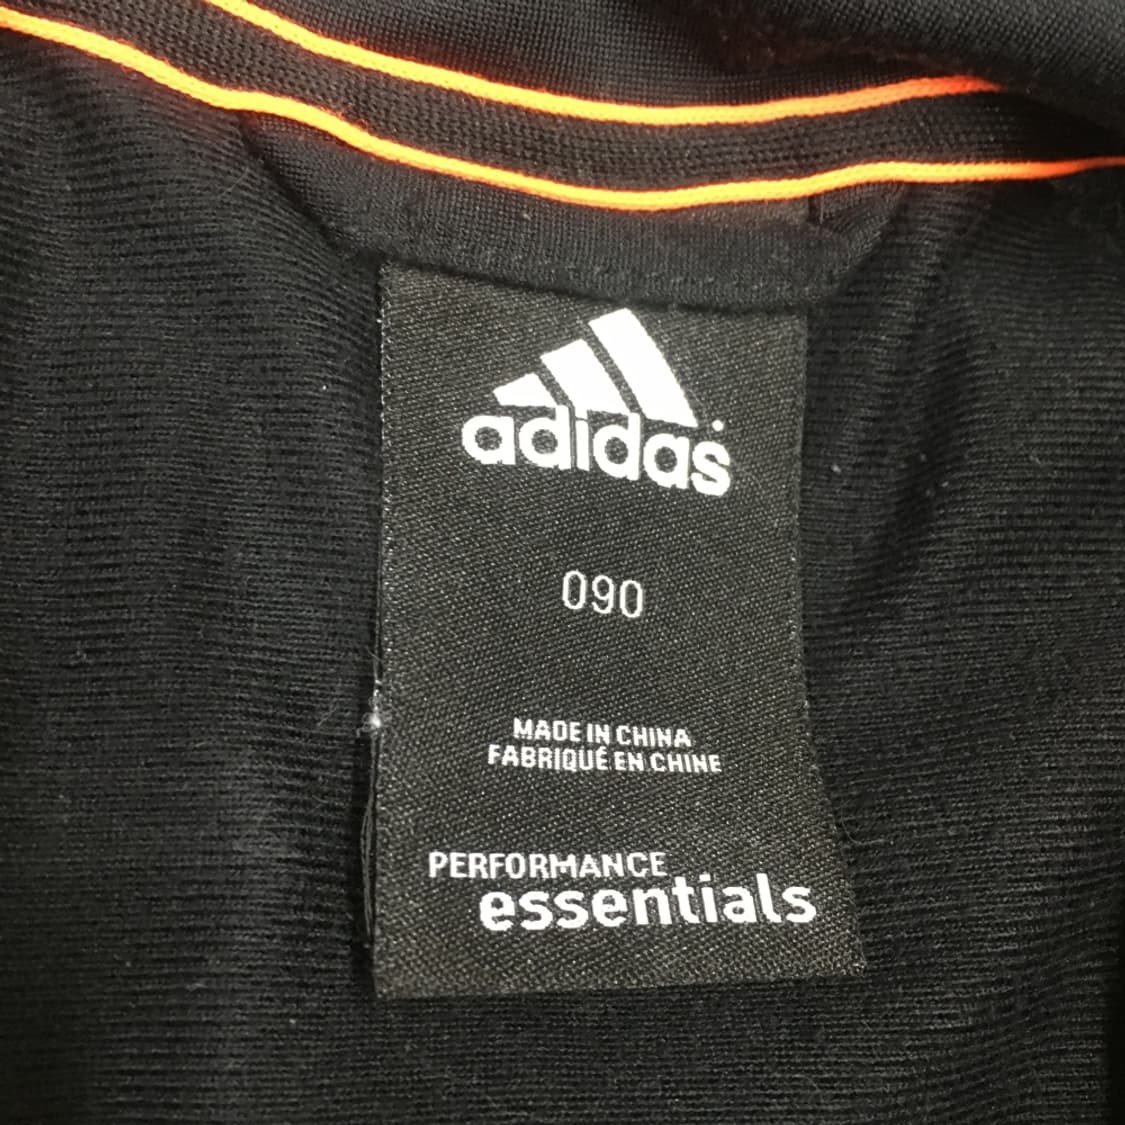 adidas
090
MADE IN CHINA
FABRIQUÉ EN CHINE
PERFORMANCE
essentials